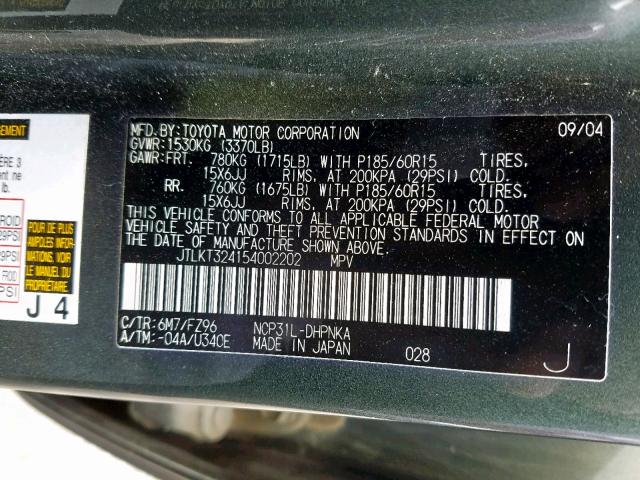 MFD.BY:TOYOTA MOTOR CORPORATION 09/04
GVWR:1530KG (3370LB)
GAWR:FRT. 780KG (1715LB) WITH P185/60R15 TIRES,
15X6JJ RIMS, AT 200KPA (29PSI) COLD.
RR. 760KG (1675LB) WITH P185/60R15 TIRES,
15X6JJ RIMS, AT 200KPA (29PSI) COLD.
THIS VEHICLE CONFORMS TO ALL APPLICABLE FEDERAL MOTOR
VEHICLE SAFETY AND THEFT PREVENTION STANDARDS IN EFFECT
ON THE DATE OF MANUFACTURE SHOWN ABOVE.
JTLKT324154002202 MPV
C/TR:6M7/FZ96 NCP31L-DHPNKA
A/TM:-04A/U340E MADE IN JAPAN 028 J
Pour plus
amples infor-
mations,
voir le
manuel du
propriétaire
J 4